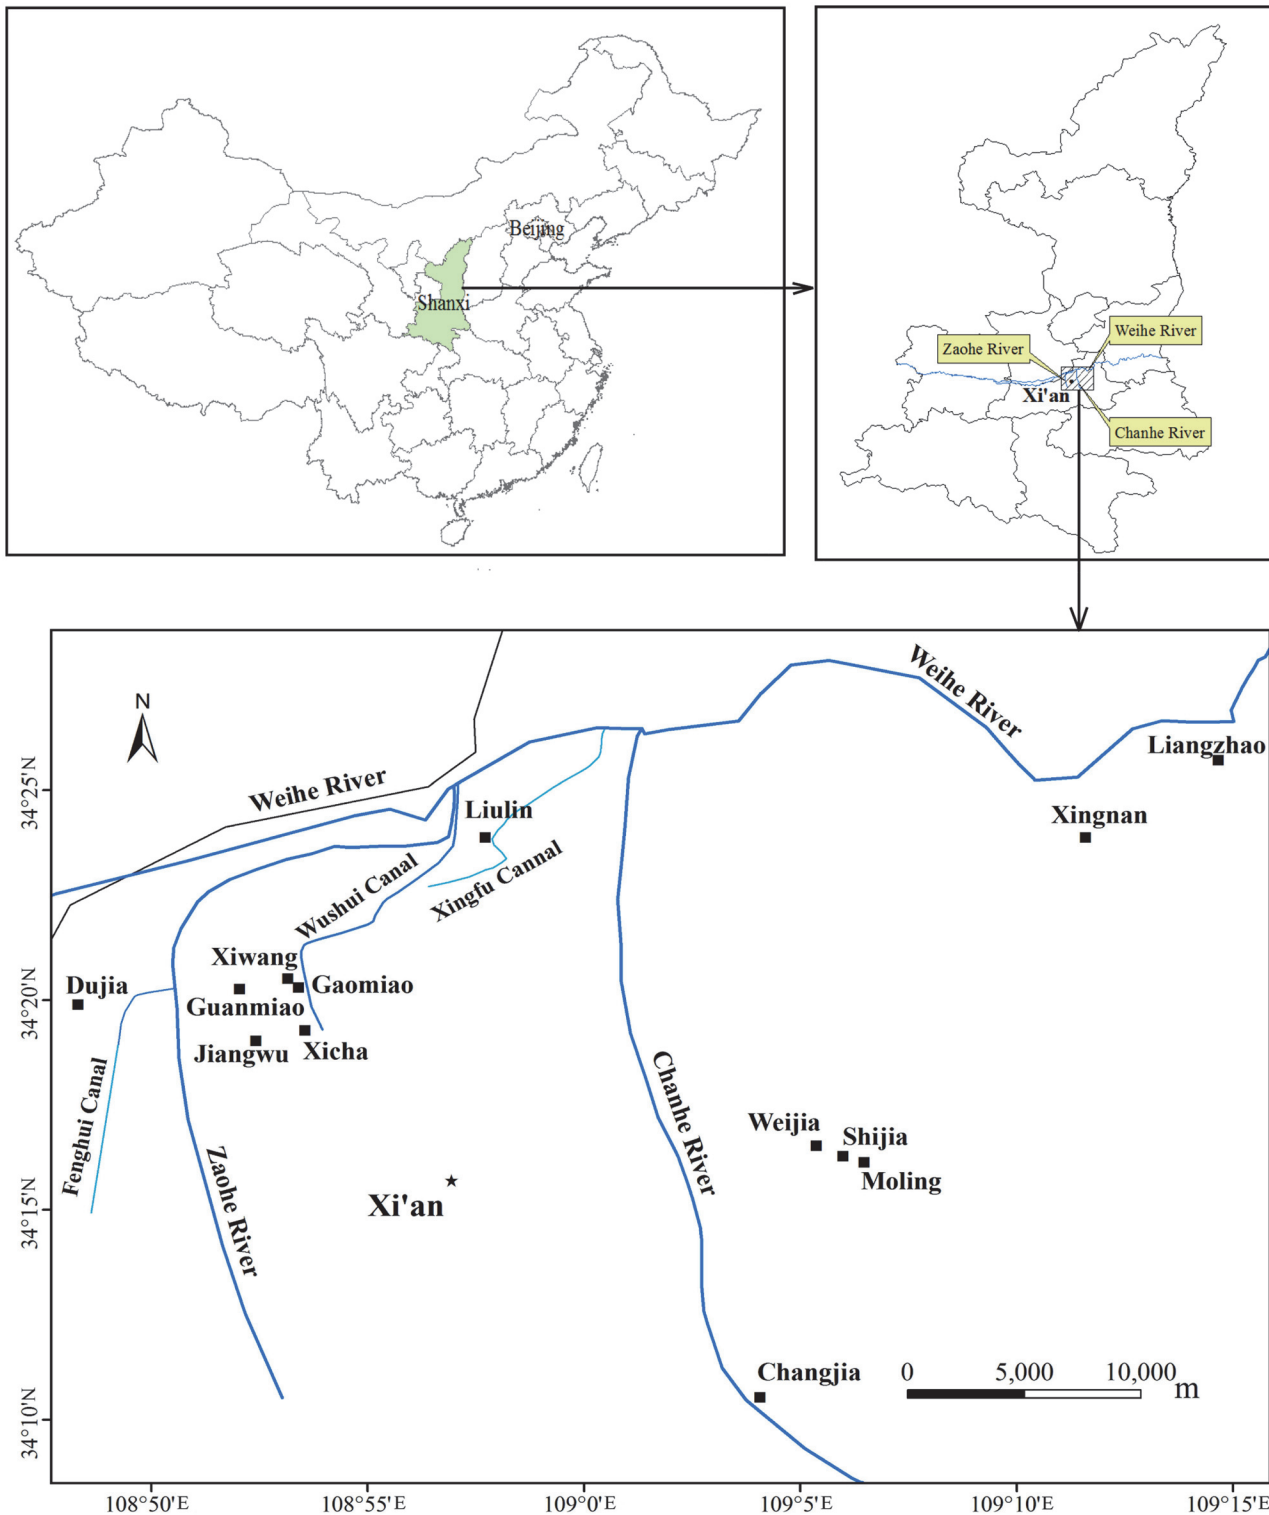 Beijing
Shanxi
Weihe River
Zaohe River
Xi'an
Chanhe River
N
Weihe River
Weihe River
Liangzhao
Xingnan
Liulin
Xingfu Cannal
Wushui Canal
Xiwang
Gaomiao
Guanmiao
Dujia
Jiangwu
Xicha
Fenghui Canal
Zaohe River
Chanhe River
Weijia
Shijia
Moling
Xi'an
Changjia
0 5,000 10,000 m
34°25'N
34°20'N
34°15'N
34°10'N
108°50'E 108°55'E 109°0'E 109°5'E 109°10'E 109°15'E